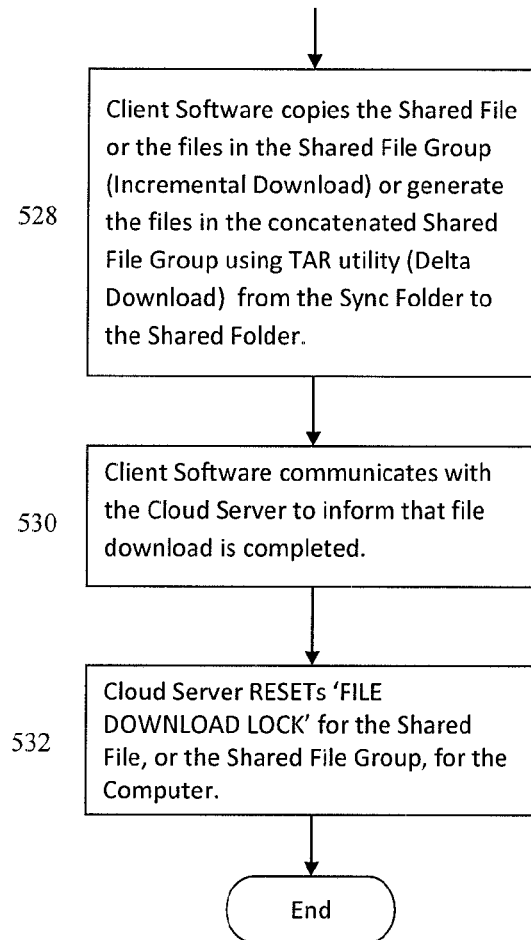 528
Client Software copies the Shared File
or the files in the Shared File Group
(Incremental Download) or generate
the files in the concatenated Shared
File Group using TAR utility (Delta
Download) from the Sync Folder to
the Shared Folder.
530
Client Software communicates with
the Cloud Server to inform that file
download is completed.
532
Cloud Server RESETs ‘FILE
DOWNLOAD LOCK’ for the Shared
File, or the Shared File Group, for the
Computer.
End